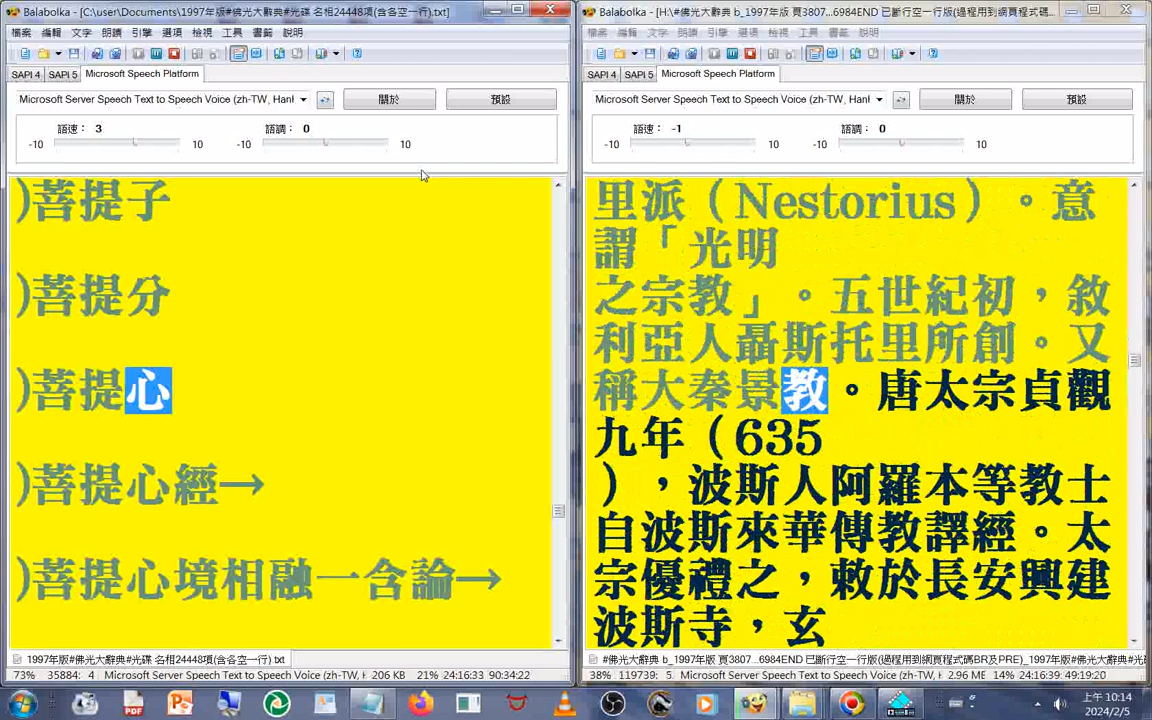 Balabolka - [C:\user\Documents\1997年版#佛光大辭典#光碟 名相24448項(含各空一行).txt]
檔案 編輯 文字 朗讀 引擎 選項 檢視 工具 書籤 說明
SAPI 4 SAPI 5 Microsoft Speech Platform
Microsoft Server Speech Text to Speech Voice (zh-TW, Hanl
關於 預設
語速： 3 語調： 0
-10 10 -10 10
)菩提子
)菩提分
)菩提心
)菩提心經→
)菩提心境相融一合論→
1997年版#佛光大辭典#光碟 名相24448項(含各空一行).txt
73% 35884: 4 Microsoft Server Speech Text to Speech Voice (zh-TW, H 206 KB 21% 24:16:33 90:34:22
Balabolka - [H:\#佛光大辭典 b_1997年版 頁3807...6984END 已斷行空一行版(過程用到網頁程式碼...
檔案 編輯 文字 朗讀 引擎 選項 檢視 工具 書籤 說明
SAPI 4 SAPI 5 Microsoft Speech Platform
Microsoft Server Speech Text to Speech Voice (zh-TW, Hanl
關於 預設
語速： -1 語調： 0
-10 10 -10 10
里派（Nestorius）。意
謂「光明
之宗教」。五世紀初，敘
利亞人聶斯托里所創。又
稱大秦景教。唐太宗貞觀
九年（635
），波斯人阿羅本等教士
自波斯來華傳教譯經。太
宗優禮之，敕於長安興建
波斯寺，玄
#佛光大辭典 b_1997年版 頁3807...6984END 已斷行空一行版(過程用到網頁程式碼BR及PRE)_1997年版#光
38% 119739: 5 Microsoft Server Speech Text to Speech Voice (zh-TW, H 2.96 ME 14% 24:16:39 49:19:20
上午 10:14
2024/2/5